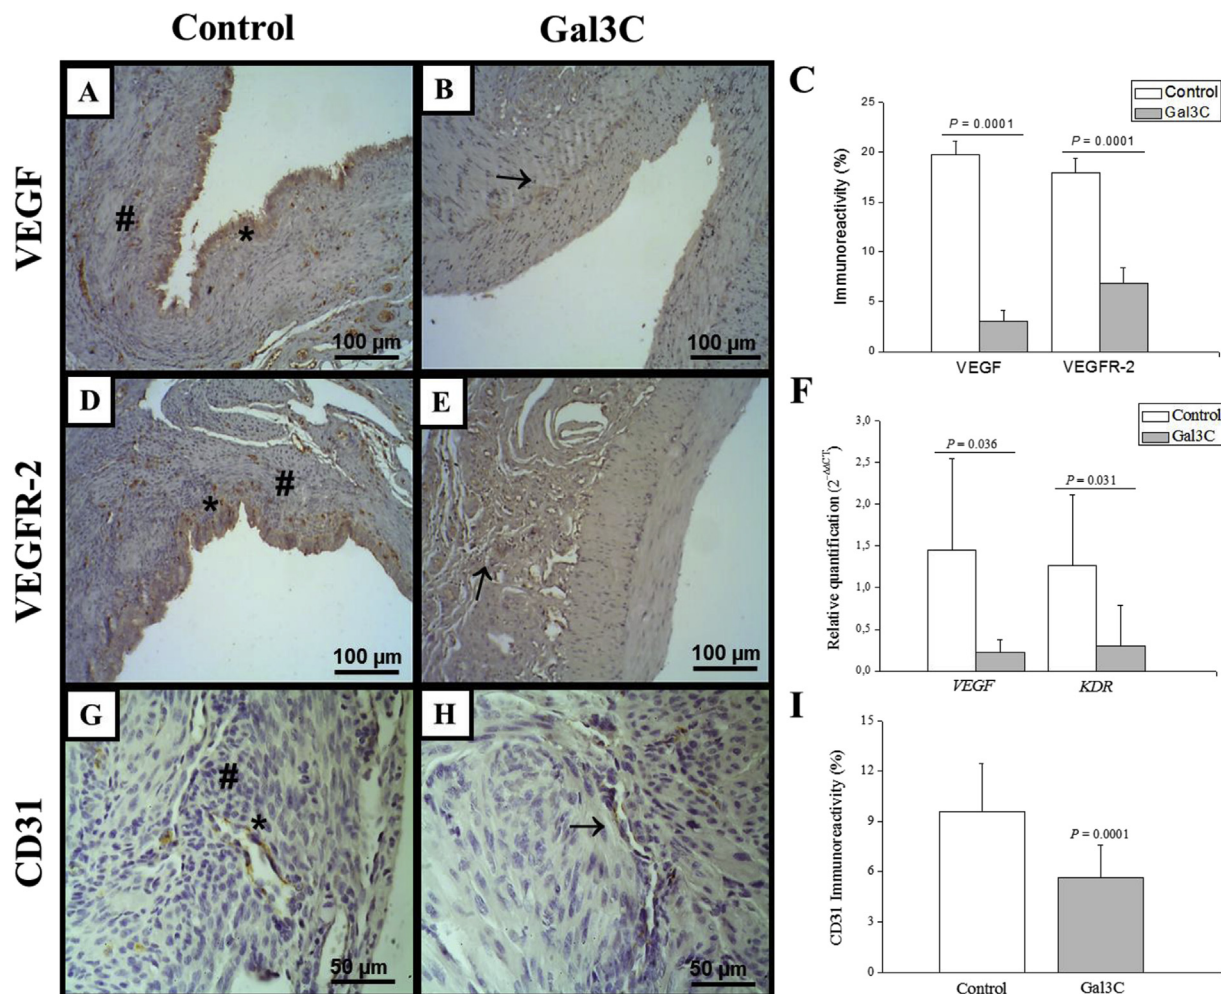 Control
Gal3C
VEGF
A
#
*
100 µm
B
100 µm
C
Control
Gal3C
P = 0.0001
P = 0.0001
Immunoreactivity (%)
25
20
15
10
5
0
VEGF
VEGFR-2
VEGFR-2
D
#
*
100 µm
E
100 µm
F
Control
Gal3C
P = 0.036
P = 0.031
Relative quantification (2^-ΔΔCT)
3,0
2,5
2,0
1,5
1,0
0,5
0,0
VEGF
KDR
CD31
G
#
*
50 µm
H
50 µm
I
CD31 Immunoreactivity (%)
15
12
9
6
3
0
P = 0.0001
Control
Gal3C